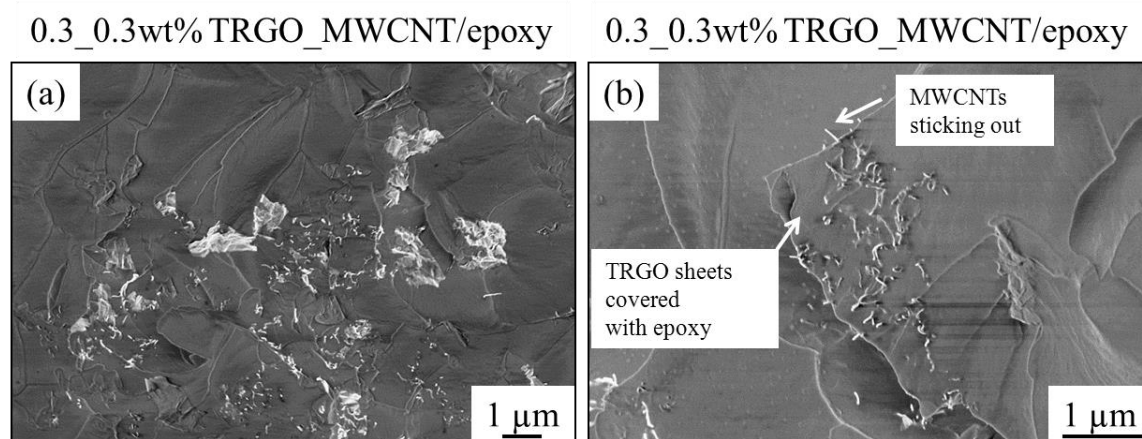 0.3_0.3wt% TRGO_MWCNT/epoxy
(a)
1 µm
0.3_0.3wt% TRGO_MWCNT/epoxy
(b)
MWCNTs
sticking out
TRGO sheets
covered
with epoxy
1 µm